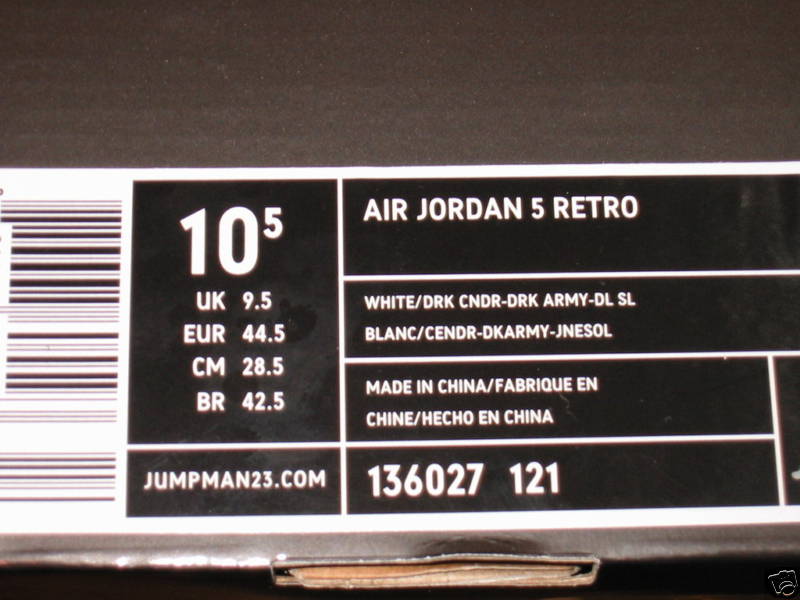 10⁵
UK 9.5
EUR 44.5
CM 28.5
BR 42.5
JUMPMAN23.COM
AIR JORDAN 5 RETRO
WHITE/DRK CNDR-DRK ARMY-DL SL
BLANC/CENDR-DKARMY-JNESOL
MADE IN CHINA/FABRIQUE EN
CHINE/HECHO EN CHINA
136027 121